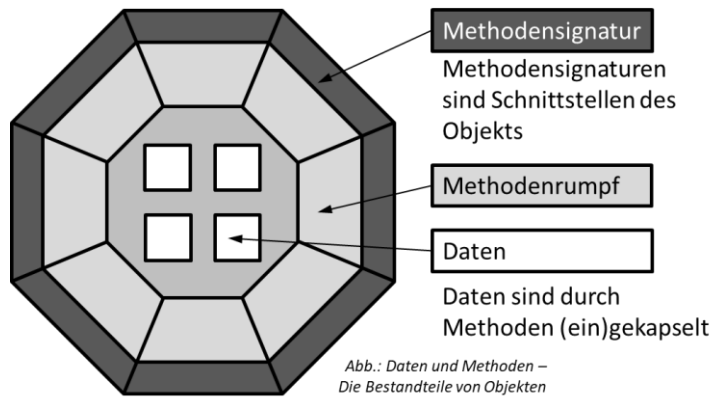 Methodensignatur
Methodensignaturen
sind Schnittstellen des
Objekts
Methodenrumpf
Daten
Daten sind durch
Methoden (ein)gekapselt
Abb.: Daten und Methoden –
Die Bestandteile von Objekten